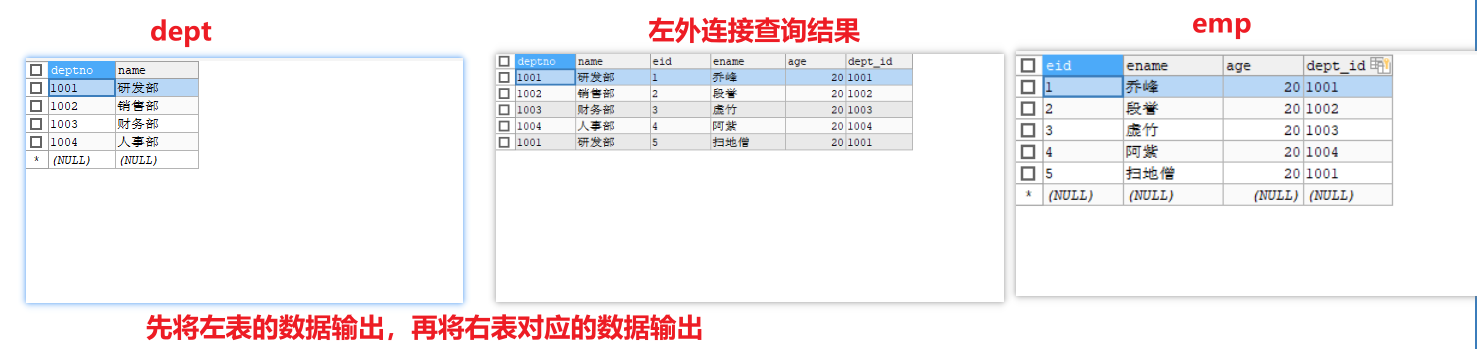 dept
deptno name
1001 研发部
1002 销售部
1003 财务部
1004 人事部
* (NULL) (NULL)
左外连接查询结果
deptno name eid ename age dept_id
1001 研发部 1 乔峰 20 1001
1002 销售部 2 段誉 20 1002
1003 财务部 3 虚竹 20 1003
1004 人事部 4 阿紫 20 1004
1001 研发部 5 扫地僧 20 1001
emp
eid ename age dept_id
1 乔峰 20 1001
2 段誉 20 1002
3 虚竹 20 1003
4 阿紫 20 1004
5 扫地僧 20 1001
* (NULL) (NULL) (NULL) (NULL)
先将左表的数据输出，再将右表对应的数据输出